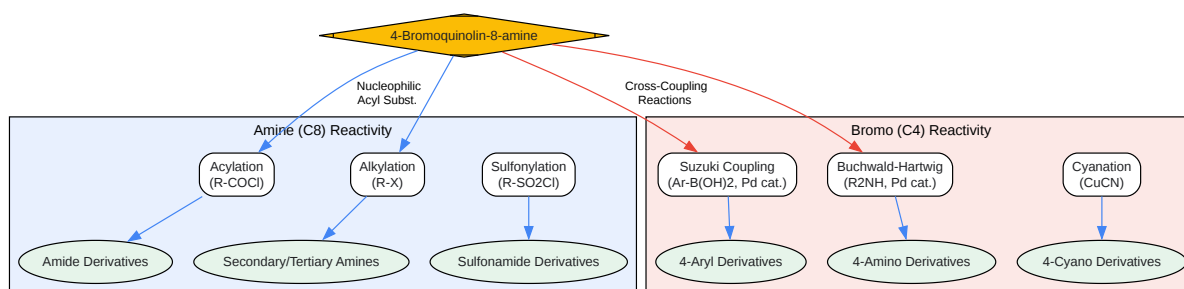 4-Bromoquinolin-8-amine
Nucleophilic
Acyl Subst.
Cross-Coupling
Reactions
Amine (C8) Reactivity
Bromo (C4) Reactivity
Acylation
(R-COCl)
Alkylation
(R-X)
Sulfonylation
(R-SO2Cl)
Suzuki Coupling
(Ar-B(OH)2, Pd cat.)
Buchwald-Hartwig
(R2NH, Pd cat.)
Cyanation
(CuCN)
Amide Derivatives
Secondary/Tertiary Amines
Sulfonamide Derivatives
4-Aryl Derivatives
4-Amino Derivatives
4-Cyano Derivatives